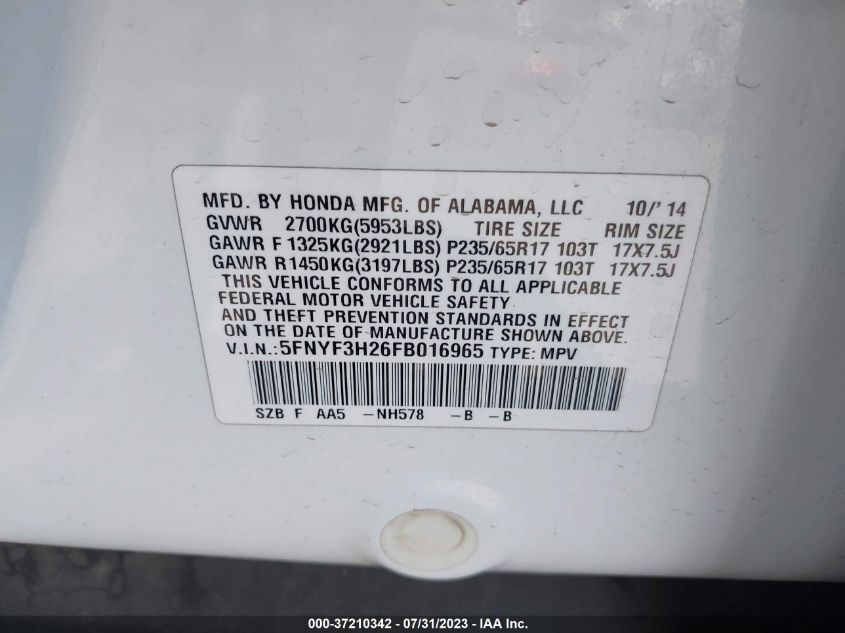 MFD. BY HONDA MFG. OF ALABAMA, LLC 10/'14
GVWR 2700KG(5953LBS) TIRE SIZE RIM SIZE
GAWR F 1325KG(2921LBS) P235/65R17 103T 17X7.5J
GAWR R1450KG(3197LBS) P235/65R17 103T 17X7.5J
THIS VEHICLE CONFORMS TO ALL APPLICABLE
FEDERAL MOTOR VEHICLE SAFETY
AND THEFT PREVENTION STANDARDS IN EFFECT
ON THE DATE OF MANUFACTURE SHOWN ABOVE.
V.I.N.:5FNYF3H26FB016965 TYPE: MPV
SZB F AA5 -NH578 -B -B
000-37210342 - 07/31/2023 - IAA Inc.